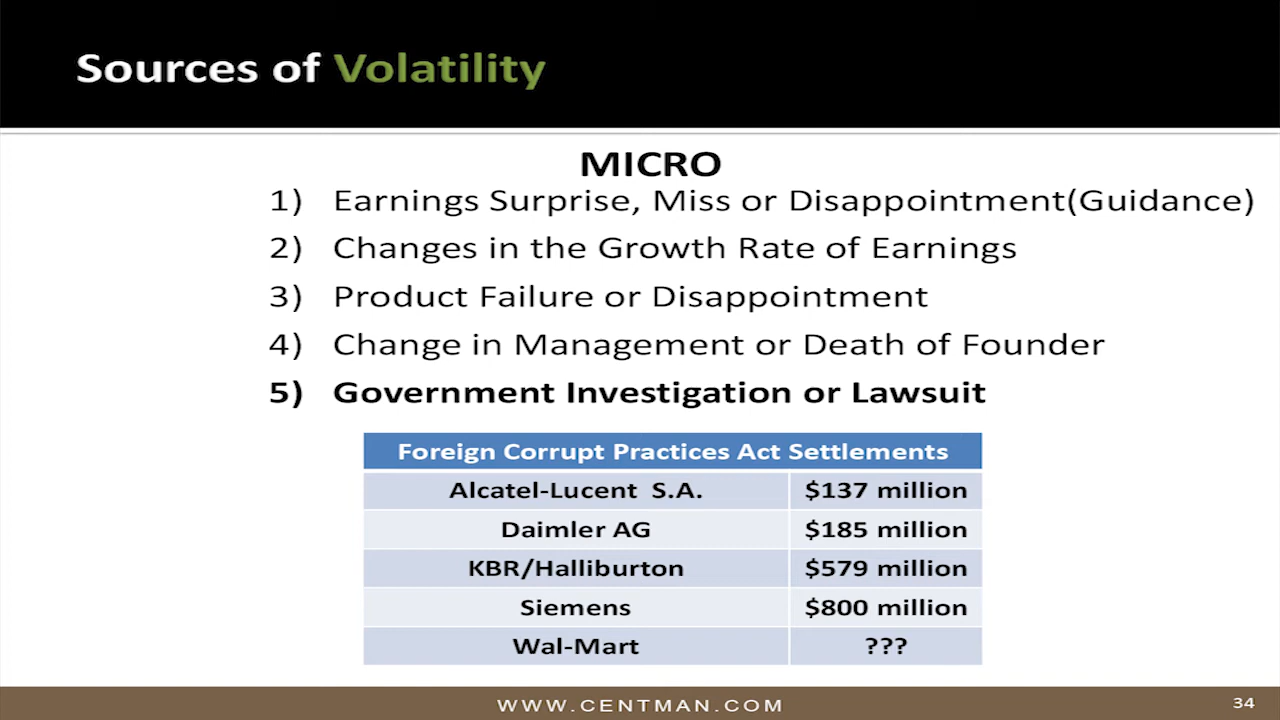 Sources of Volatility
MICRO
1) Earnings Surprise, Miss or Disappointment(Guidance)
2) Changes in the Growth Rate of Earnings
3) Product Failure or Disappointment
4) Change in Management or Death of Founder
5) Government Investigation or Lawsuit
Foreign Corrupt Practices Act Settlements
Alcatel-Lucent S.A. $137 million
Daimler AG $185 million
KBR/Halliburton $579 million
Siemens $800 million
Wal-Mart ???
WWW.CENTMAN.COM 34